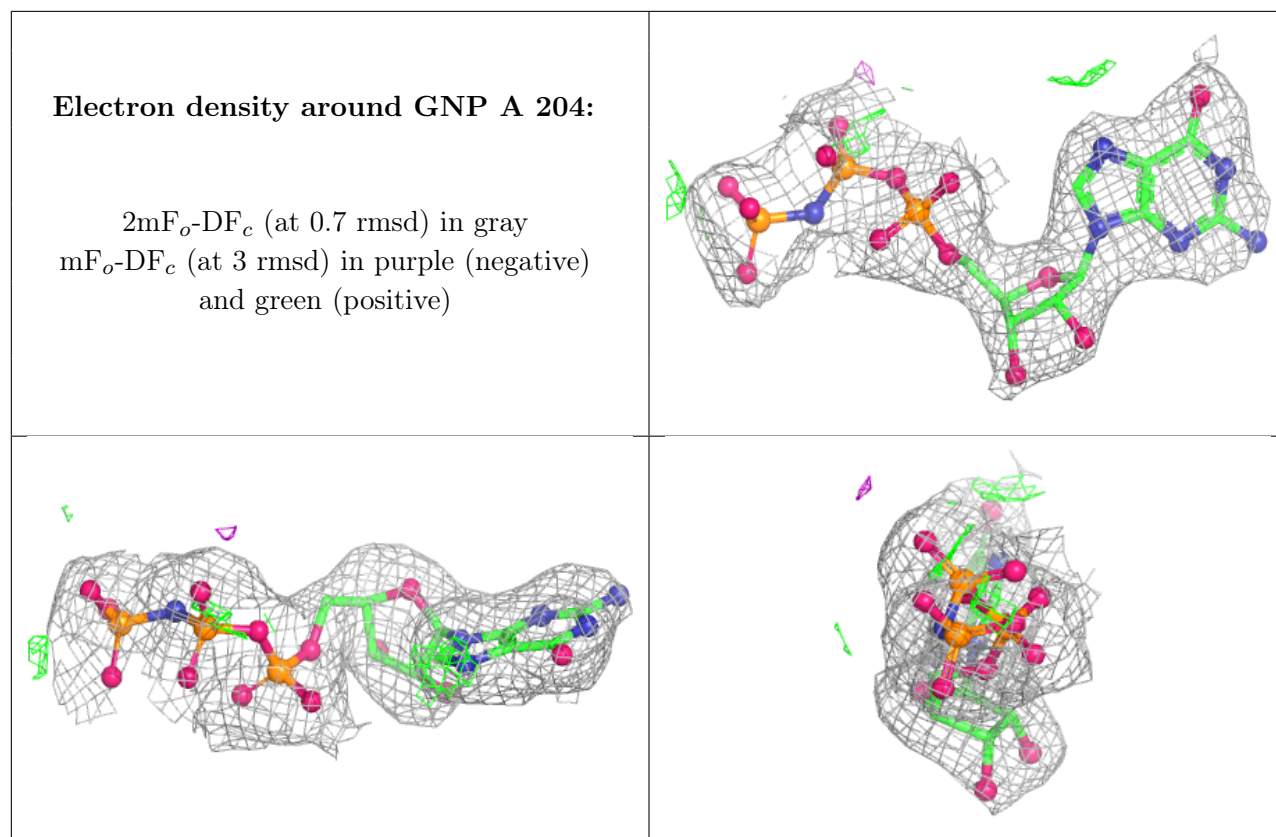 Electron density around GNP A 204:
2mFo-DFc (at 0.7 rmsd) in gray
mFo-DFc (at 3 rmsd) in purple (negative)
and green (positive)